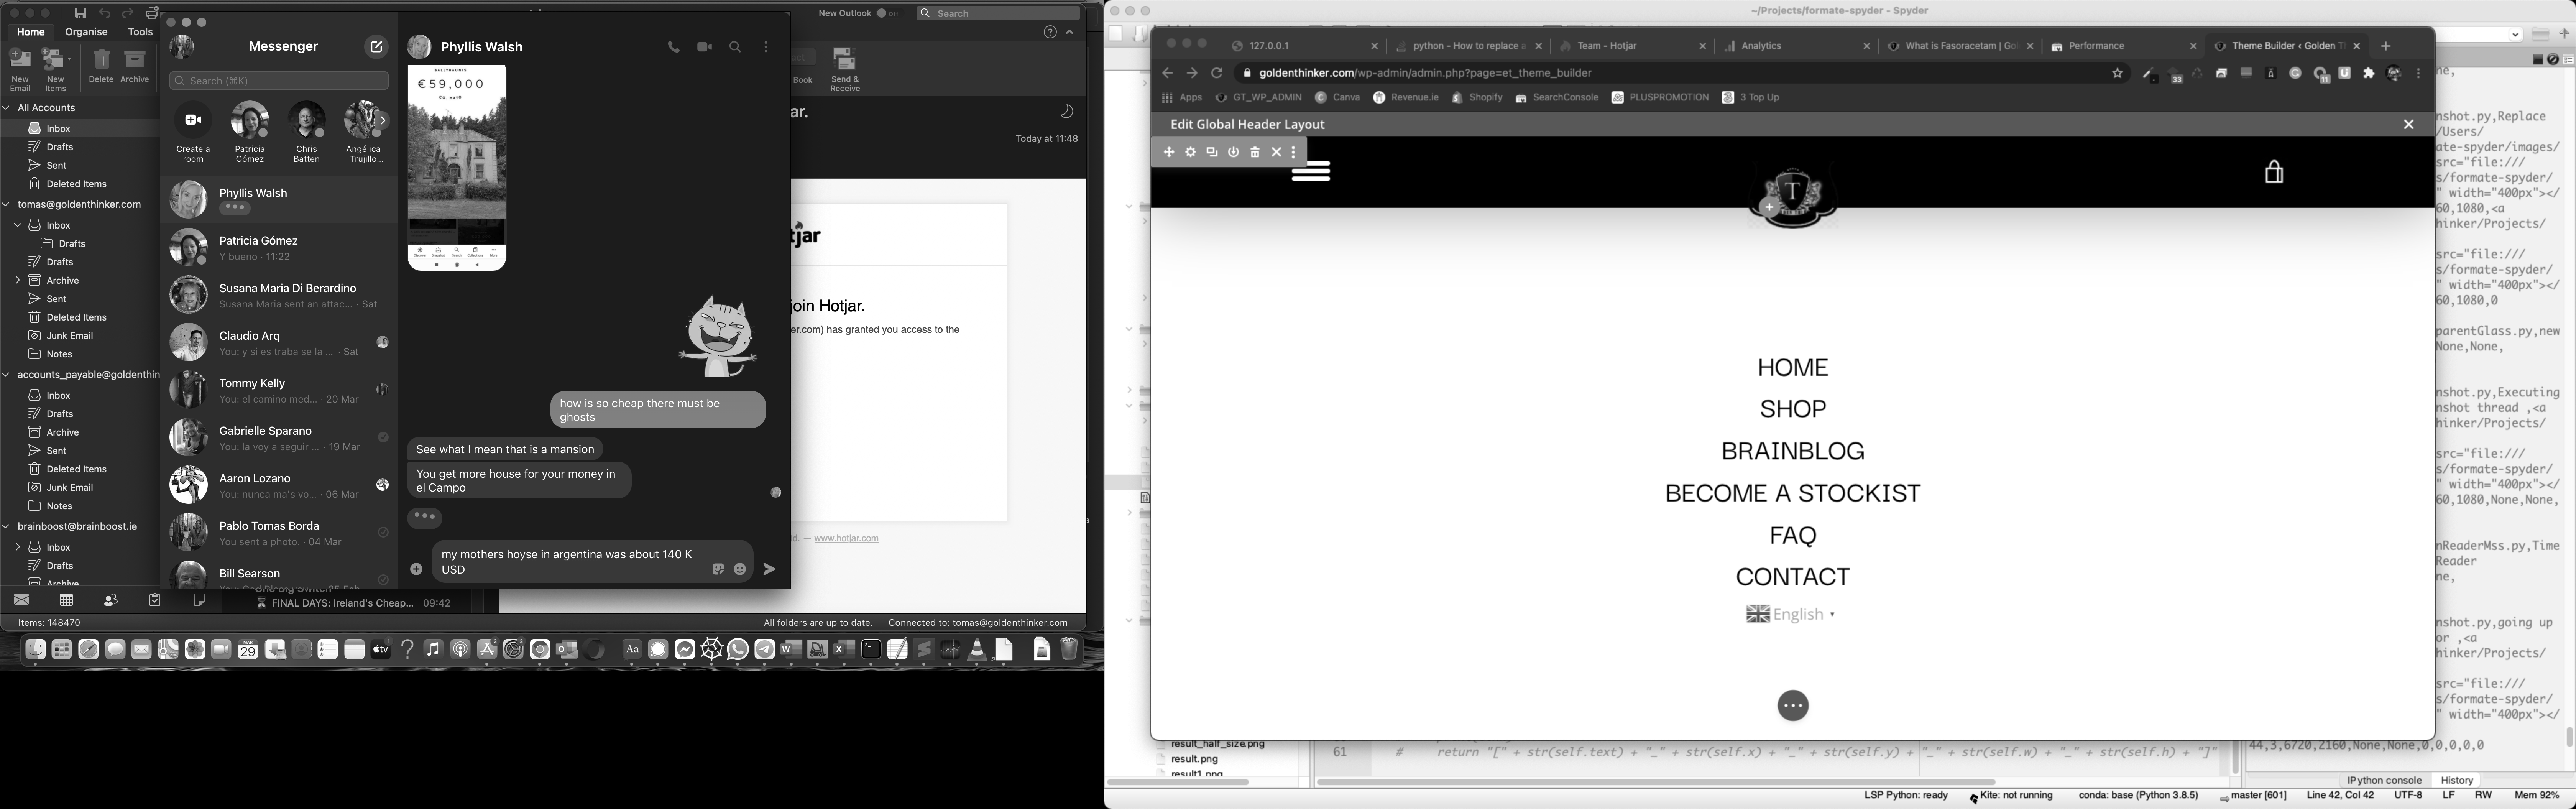 New Outlook
off
Search
Home
Organise
Tools
New Email
New Items
Delete
Archive
Book
Send & Receive
All Accounts
Inbox
Drafts
Sent
Deleted Items
tomas@goldenthinker.com
Inbox
Drafts
Drafts
Archive
Sent
Deleted Items
Junk Email
Notes
accounts_payable@goldenthin
Inbox
Drafts
Archive
Sent
Deleted Items
Junk Email
Notes
brainboost@brainboost.ie
Inbox
Drafts
Archive
Items: 148470
Messenger
Search (⌘K)
Create a room
Patricia Gómez
Chris Batten
Angélica Trujillo...
Phyllis Walsh
Patricia Gómez
Y bueno · 11:22
Susana Maria Di Berardino
Susana Maria sent an attac... · Sat
Claudio Arq
You: y si es traba se la ... · Sat
Tommy Kelly
You: el camino med... · 20 Mar
Gabrielle Sparano
You: la voy a seguir ... · 19 Mar
Aaron Lozano
You: nunca ma's vo... · 06 Mar
Pablo Tomas Borda
You sent a photo. · 04 Mar
Bill Searson
FINAL DAYS: Ireland's Cheap... 09:42
Phyllis Walsh
BALLYHAUNIS
€59,000
CO. MAYO
how is so cheap there must be
ghosts
See what I mean that is a mansion
You get more house for your money in
el Campo
my mothers hoyse in argentina was about 140 K
USD
ar.
Today at 11:48
tjar
join Hotjar.
er.com) has granted you access to the
d. — www.hotjar.com
All folders are up to date.
Connected to: tomas@goldenthinker.com
MAR
29
tv
Aa
~/Projects/formate-spyder - Spyder
127.0.0.1
python - How to replace a
Team - Hotjar
Analytics
What is Fasoracetam | Gol
Performance
Theme Builder ‹ Golden Th
goldenthinker.com/wp-admin/admin.php?page=et_theme_builder
33
11
Apps
GT_WP_ADMIN
Canva
Revenue.ie
Shopify
SearchConsole
PLUSPROMOTION
3 Top Up
Edit Global Header Layout
T
HOME
SHOP
BRAINBLOG
BECOME A STOCKIST
FAQ
CONTACT
English
ne,
nshot.py,Replace
/Users/
ate-spyder/images/
src="file:///
s/formate-spyder/
" width="400px"></
60,1080,<a
hinker/Projects/
src="file:///
s/formate-spyder/
" width="400px"></
60,1080,0
parentGlass.py,new
None,None,
nshot.py,Executing
nshot thread ,<a
hinker/Projects/
src="file:///
s/formate-spyder/
" width="400px"></
60,1080,None,None,
nReaderMss.py,Time
Reader
ne,
nshot.py,going up
or ,<a
hinker/Projects/
src="file:///
s/formate-spyder/
" width="400px"></
44,3,6720,2160,None,None,0,0,0,0,0
result_half_size.png
result.png
result1.png
61 # return "[" + str(self.text) + "_" + str(self.x) + "_" + str(self.y) + "_" + str(self.w) + "_" + str(self.h) + "]"
IPython console
History
LSP Python: ready
Kite: not running
conda: base (Python 3.8.5)
master [601]
Line 42, Col 42
UTF-8
LF
RW
Mem 92%